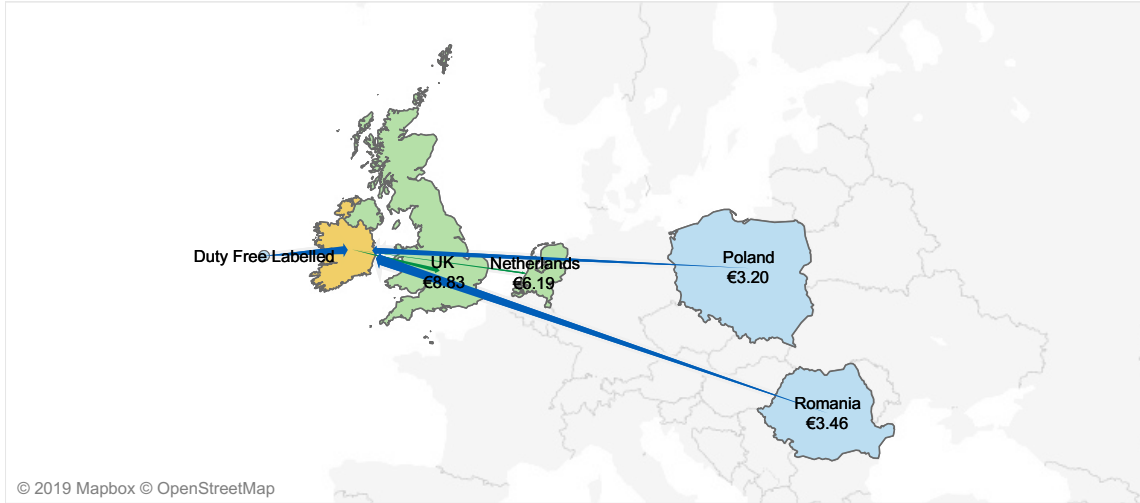 Duty Free Labelled
UK
€8.83
Netherlands
€6.19
Poland
€3.20
Romania
€3.46
© 2019 Mapbox © OpenStreetMap